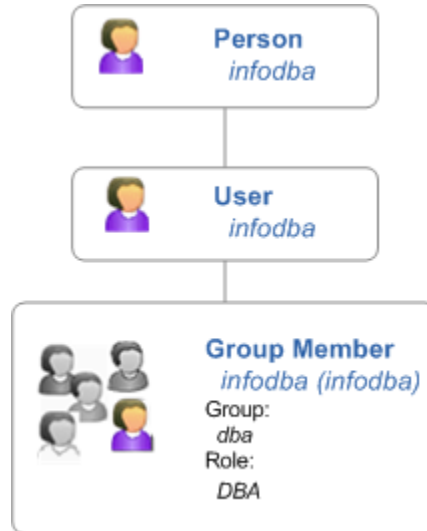 Person
infodba
User
infodba
Group Member
infodba (infodba)
Group:
dba
Role:
DBA